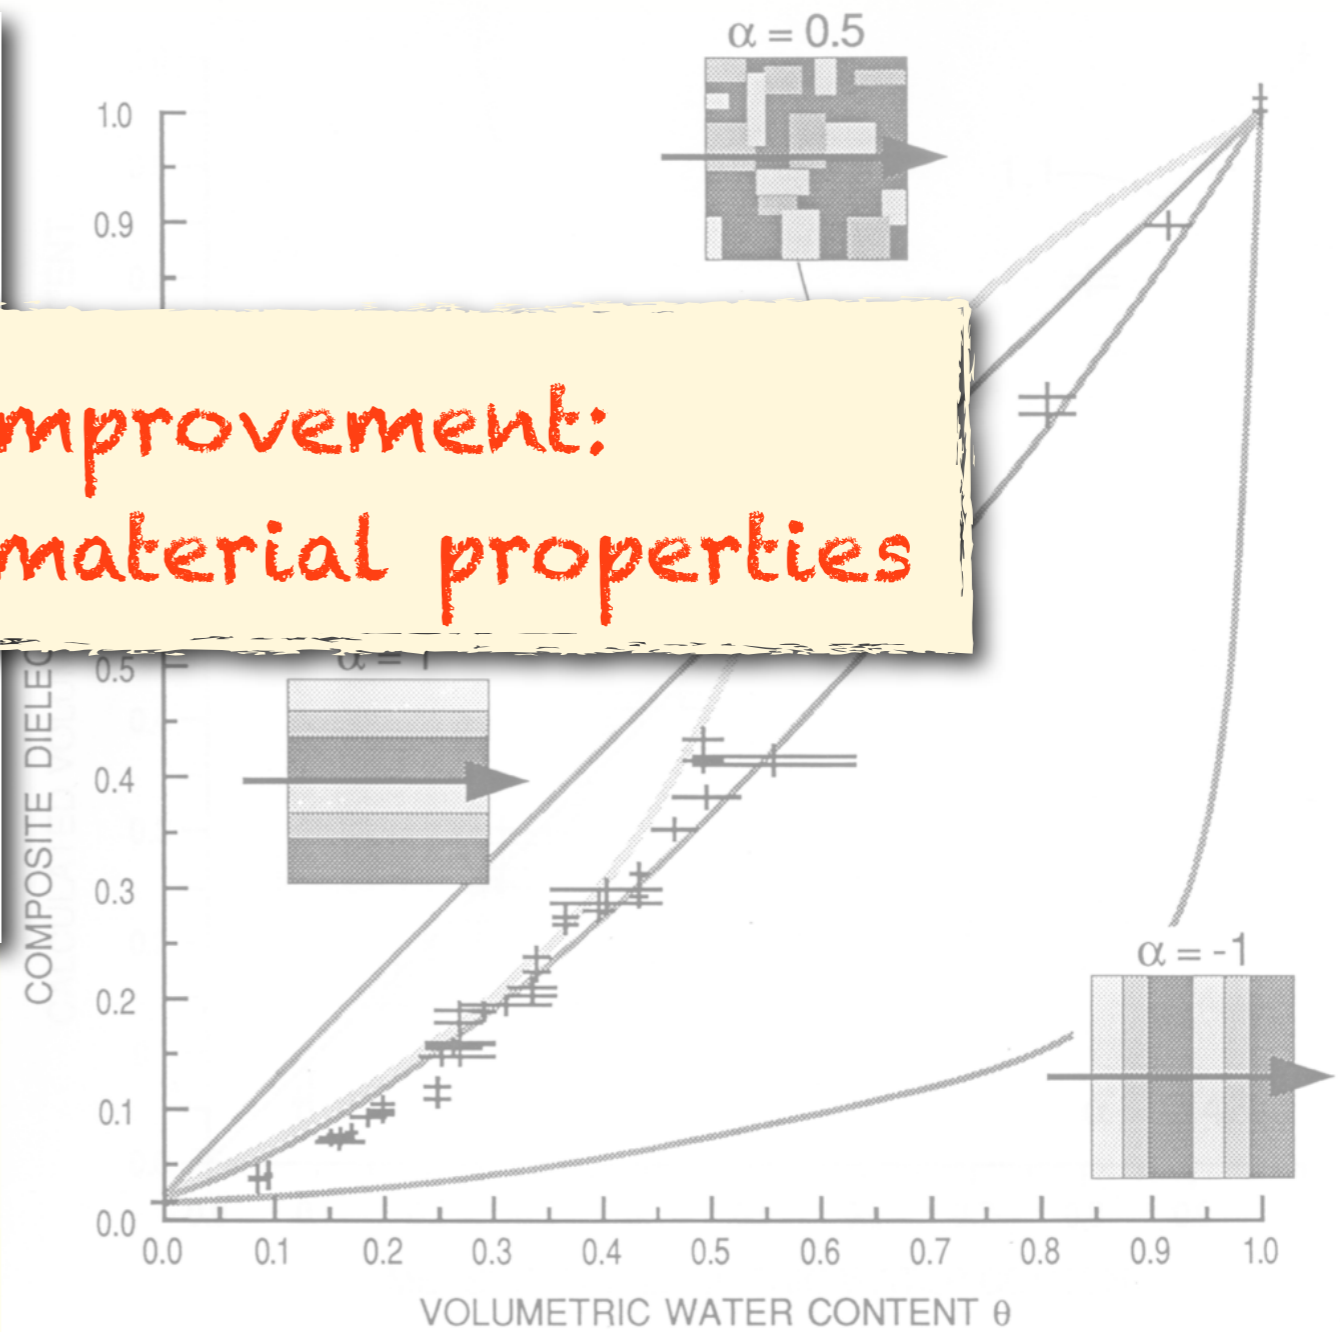 α = 0.5
1.0
0.9
mprovement:
material properties
0.5
α = 1
0.4
0.3
0.2
0.1
0.0
COMPOSITE DIELEC
α = -1
0.0 0.1 0.2 0.3 0.4 0.5 0.6 0.7 0.8 0.9 1.0
VOLUMETRIC WATER CONTENT θ